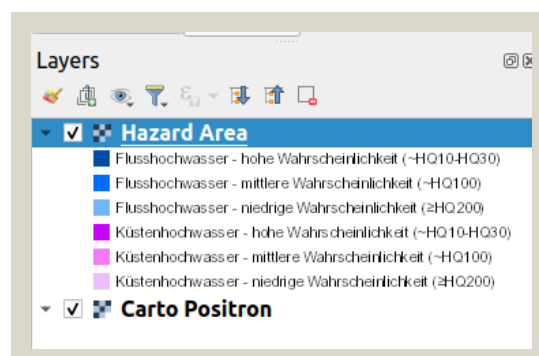 Layers
Hazard Area
Flusshochwasser - hohe Wahrscheinlichkeit (~HQ10-HQ30)
Flusshochwasser - mittlere Wahrscheinlichkeit (~HQ100)
Flusshochwasser - niedrige Wahrscheinlichkeit (≥HQ200)
Küstenhochwasser - hohe Wahrscheinlichkeit (~HQ10-HQ30)
Küstenhochwasser - mittlere Wahrscheinlichkeit (~HQ100)
Küstenhochwasser - niedrige Wahrscheinlichkeit (≥HQ200)
Carto Positron